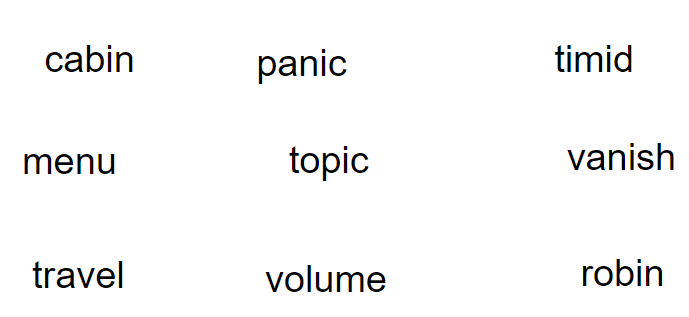 cabin panic timid
menu topic vanish
travel volume robin